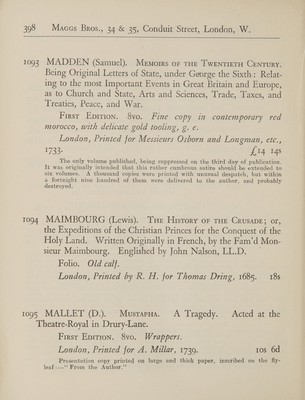 398 MAGGS BROS., 34 & 35, Conduit Street, London, W.
1093 MADDEN (Samuel). MEMOIRS OF THE TWENTIETH CENTURY.
Being Original Letters of State, under George the Sixth : Relat-
ing to the most Important Events in Great Britain and Europe,
as to Church and State, Arts and Sciences, Trade, Taxes, and
Treaties, Peace, and War.
FIRST EDITION. 8vo. Fine copy in contemporary red
morocco, with delicate gold tooling, g. e.
London, Printed for Messieurs Osborn and Longman, etc.,
1733. £14 14s
The only volume published, being suppressed on the third day of publication.
It was originally intended that this rather cumbrous satire should be extended to
six volumes. A thousand copies were printed with unusual despatch, but within
a fortnight nine hundred of them were delivered to the author, and probably
destroyed.
1094 MAIMBOURG (Lewis). THE HISTORY OF THE CRUSADE; or,
the Expeditions of the Christian Princes for the Conquest of the
Holy Land. Written Originally in French, by the Fam'd Mon-
sieur Maimbourg. Englished by John Nalson, LL.D.
Folio. Old calf.
London, Printed by R. H. for Thomas Dring, 1685. 18s
1095 MALLET (D.). MUSTAPHA. A Tragedy. Acted at the
Theatre-Royal in Drury-Lane.
FIRST EDITION. 8vo. Wrappers.
London, Printed for A. Millar, 1739. 10s 6d
Presentation copy printed on large and thick paper, inscribed on the fly-
leaf :—" From the Author."